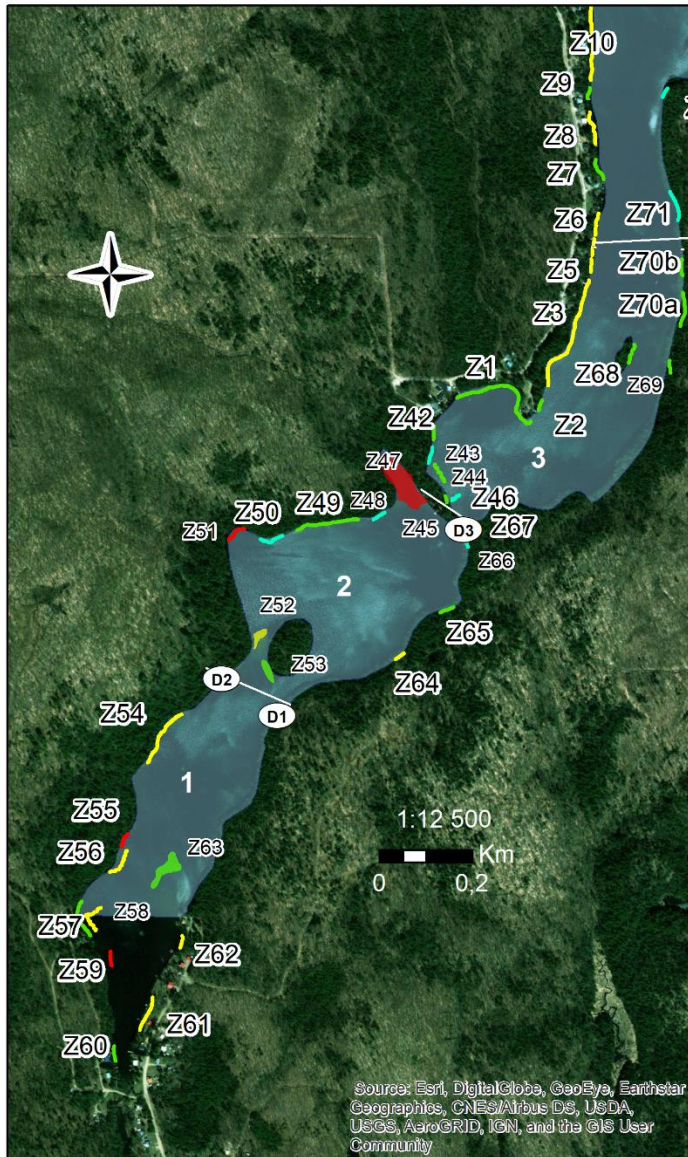 Z10
Z9
Z8
Z7
Z6
Z71
Z5
Z70b
Z3
Z70a
Z1
Z68
Z69
Z42
Z2
Z47
Z43
3
Z44
Z46
Z50
Z49
Z48
Z45
D3
Z67
Z51
Z66
2
Z52
Z65
Z53
Z64
D2
D1
Z54
1
Z55
1:12 500
Z56
Z63
Km
0
0,2
Z57
Z58
Z59
Z62
Z61
Z60
Source: Esri, DigitalGlobe, GeoEye, Earthstar
Geographics, CNES/Airbus DS, USDA,
USGS, AeroGRID, IGN, and the GIS User
Community